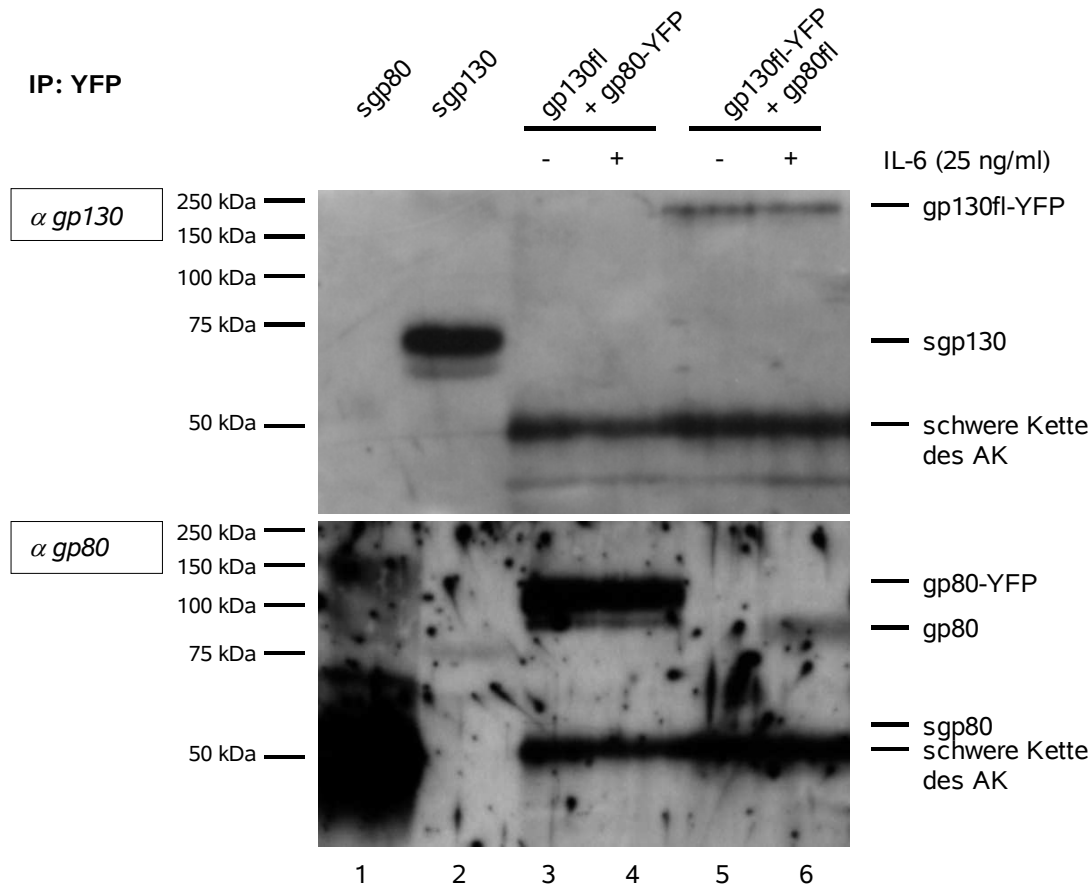 IP: YFP
sgp80
sgp130
gp130fl
+ gp80-YFP
gp130fl-YFP
+ gp80fl
- + - + IL-6 (25 ng/ml)
α gp130
250 kDa
150 kDa
100 kDa
75 kDa
50 kDa
gp130fl-YFP
sgp130
schwere Kette
des AK
α gp80
250 kDa
150 kDa
100 kDa
75 kDa
50 kDa
gp80-YFP
gp80
sgp80
schwere Kette
des AK
1 2 3 4 5 6